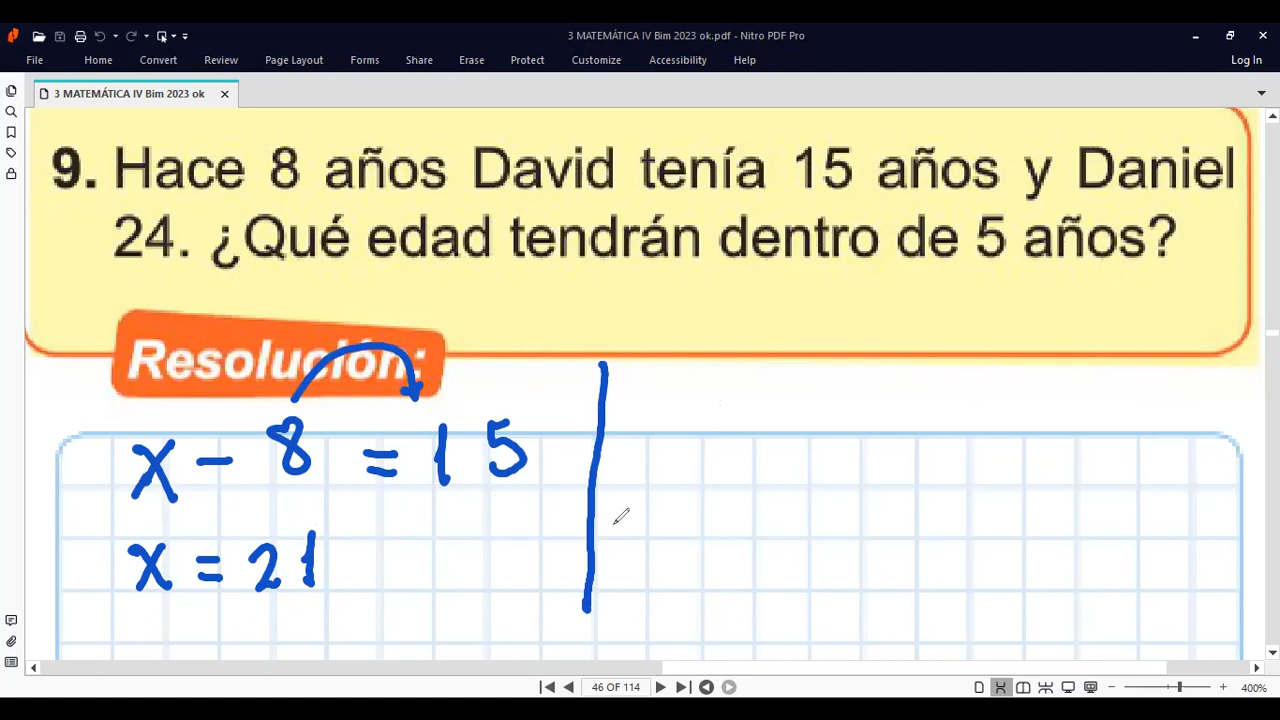 3 MATEMÁTICA IV Bim 2023 ok.pdf - Nitro PDF Pro
File Home Convert Review Page Layout Forms Share Erase Protect Customize Accessibility Help Log In
3 MATEMÁTICA IV Bim 2023 ok
9. Hace 8 años David tenía 15 años y Daniel
24. ¿Qué edad tendrán dentro de 5 años?
Resolución:
x - 8 = 15
x = 21
46 OF 114
400%